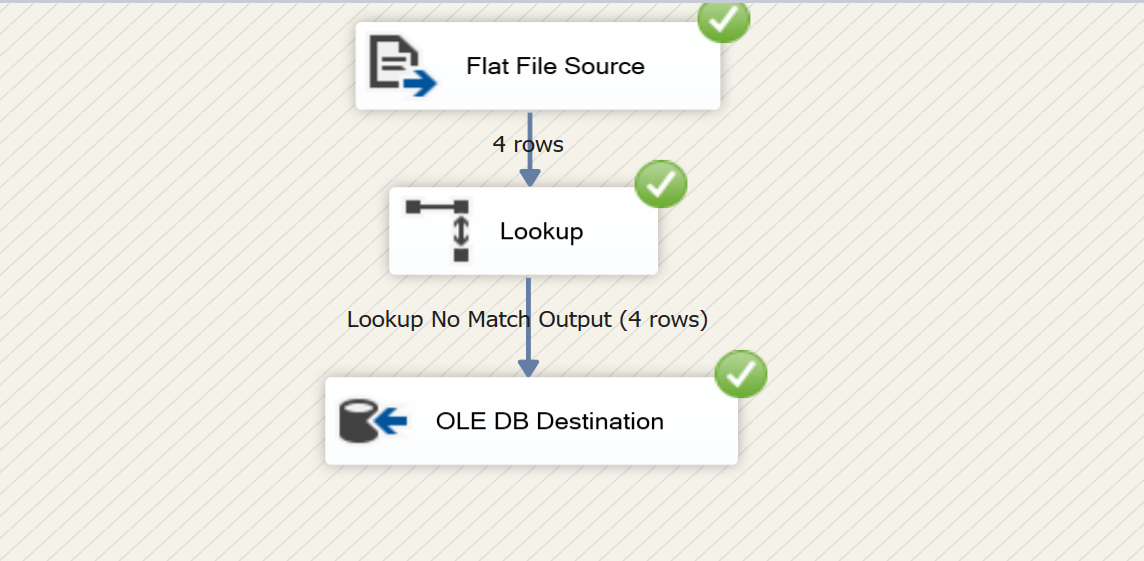 Flat File Source
4 rows
Lookup
Lookup No Match Output (4 rows)
OLE DB Destination